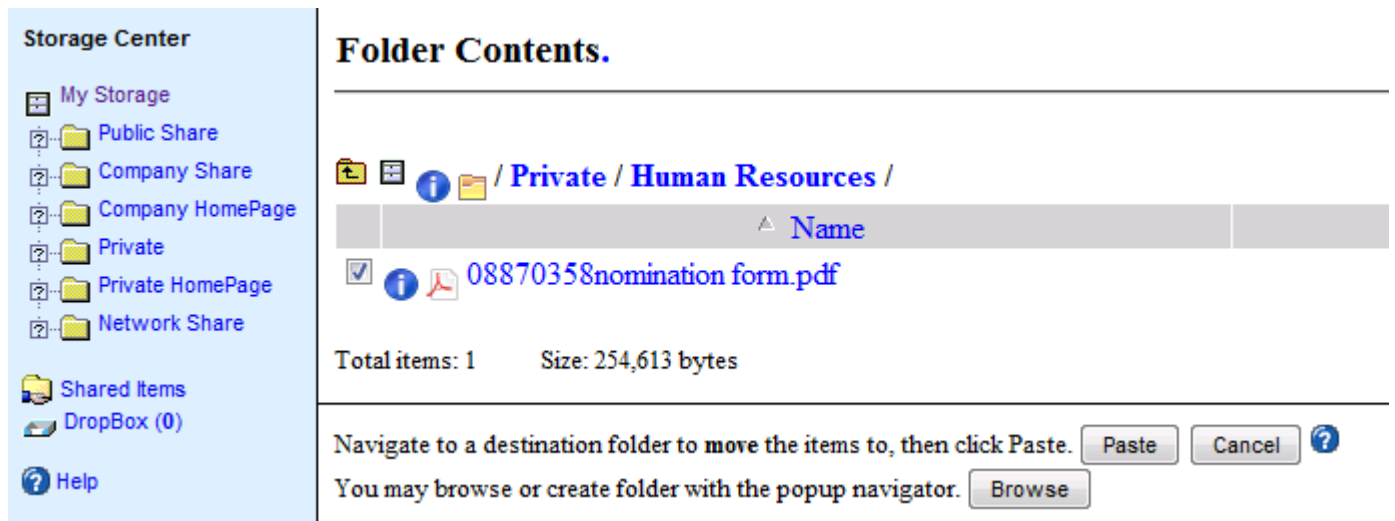 Storage Center
My Storage
Public Share
Company Share
Company HomePage
Private
Private HomePage
Network Share
Shared Items
DropBox (0)
Help
Folder Contents.
/ Private / Human Resources /
Name
08870358nomination form.pdf
Total items: 1 Size: 254,613 bytes
Navigate to a destination folder to move the items to, then click Paste. Paste Cancel
You may browse or create folder with the popup navigator. Browse